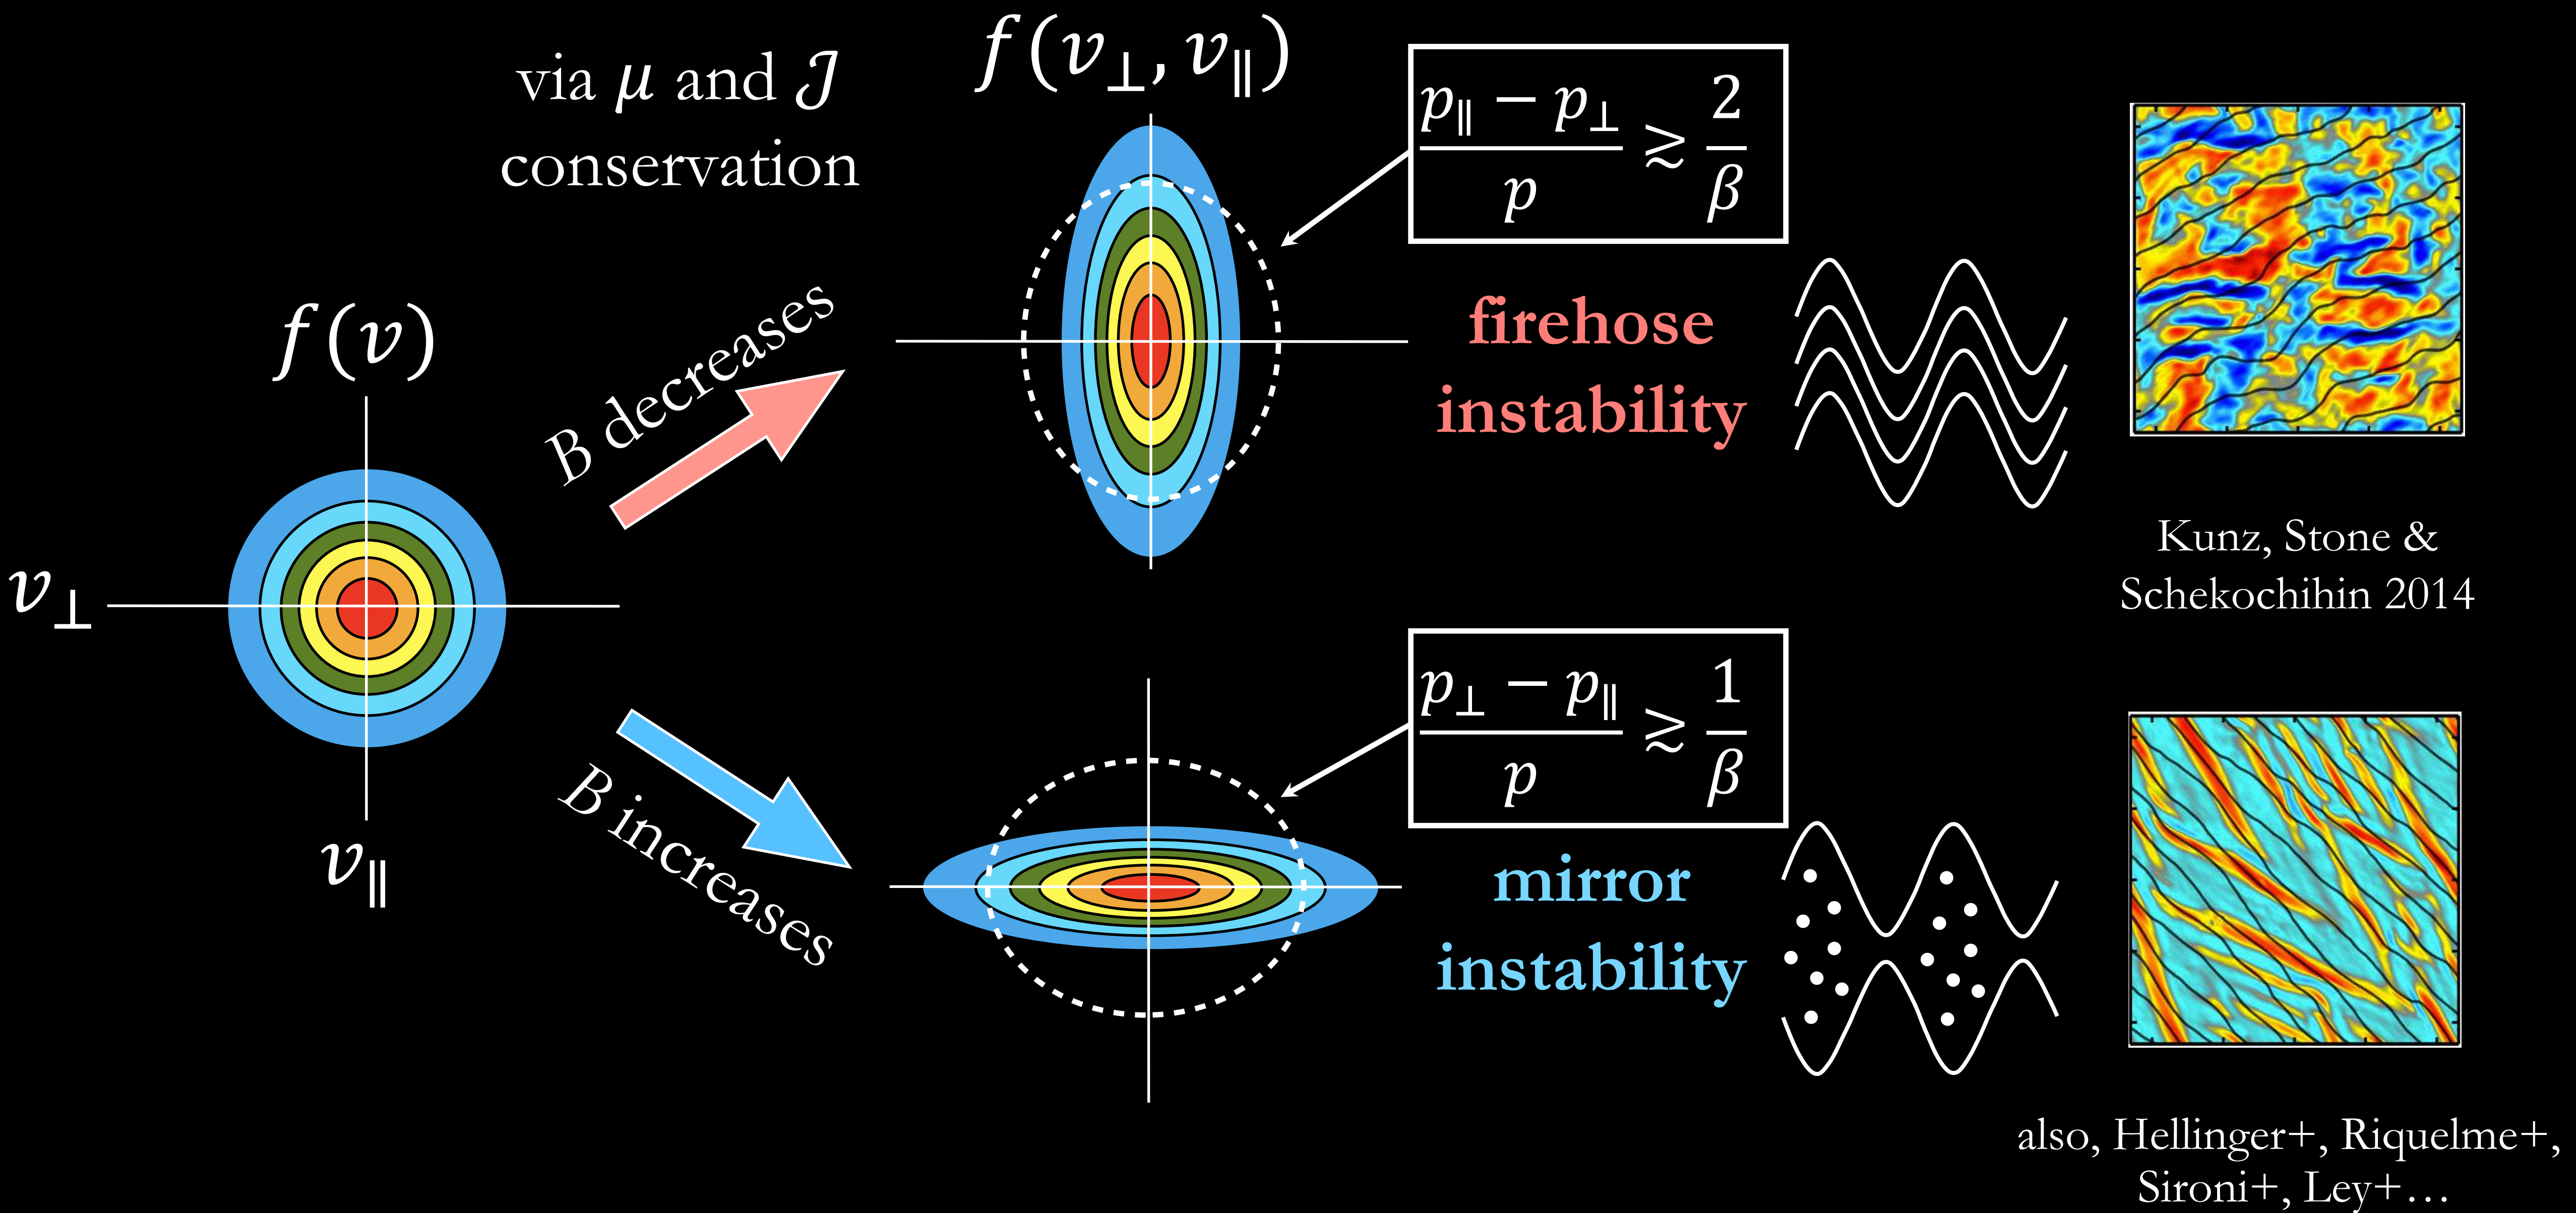 via μ and 𝒥
conservation
f(v⊥, v∥)
p∥ − p⊥
p
≳
2
β
firehose
instability
Kunz, Stone &
Schekochihin 2014
f(v)
v⊥
v∥
B decreases
B increases
p⊥ − p∥
p
≳
1
β
mirror
instability
also, Hellinger+, Riquelme+,
Sironi+, Ley+…